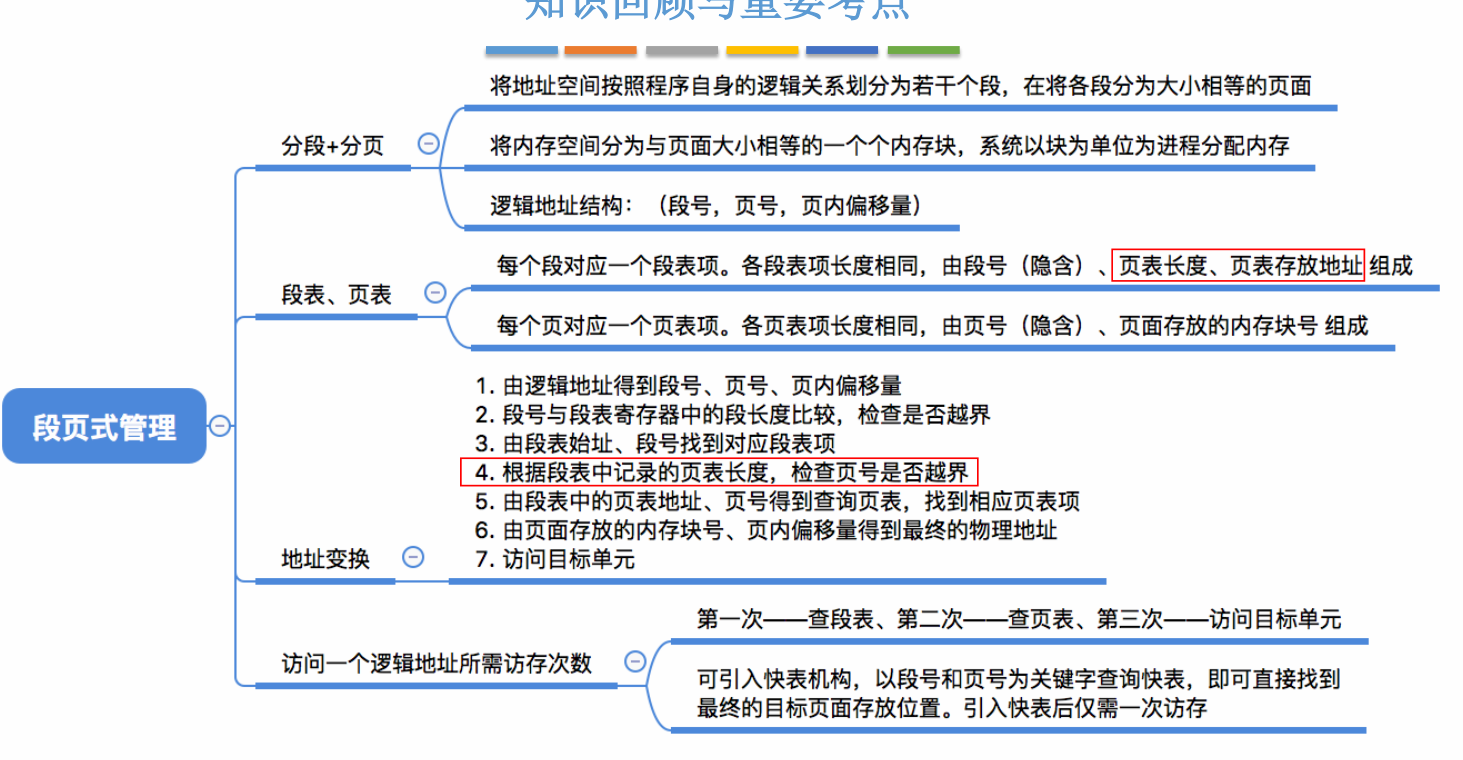 知识回顾与重要考点
将地址空间按照程序自身的逻辑关系划分为若干个段，在将各段分为大小相等的页面
分段+分页
将内存空间分为与页面大小相等的一个个内存块，系统以块为单位为进程分配内存
逻辑地址结构：（段号，页号，页内偏移量）
每个段对应一个段表项。各段表项长度相同，由段号（隐含）、页表长度、页表存放地址 组成
段表、页表
每个页对应一个页表项。各页表项长度相同，由页号（隐含）、页面存放的内存块号 组成
段页式管理
1. 由逻辑地址得到段号、页号、页内偏移量
2. 段号与段表寄存器中的段长度比较，检查是否越界
3. 由段表始址、段号找到对应段表项
4. 根据段表中记录的页表长度，检查页号是否越界
5. 由段表中的页表地址、页号得到查询页表，找到相应页表项
6. 由页面存放的内存块号、页内偏移量得到最终的物理地址
7. 访问目标单元
地址变换
第一次——查段表、第二次——查页表、第三次——访问目标单元
访问一个逻辑地址所需访存次数
可引入快表机构，以段号和页号为关键字查询快表，即可直接找到
最终的目标页面存放位置。引入快表后仅需一次访存